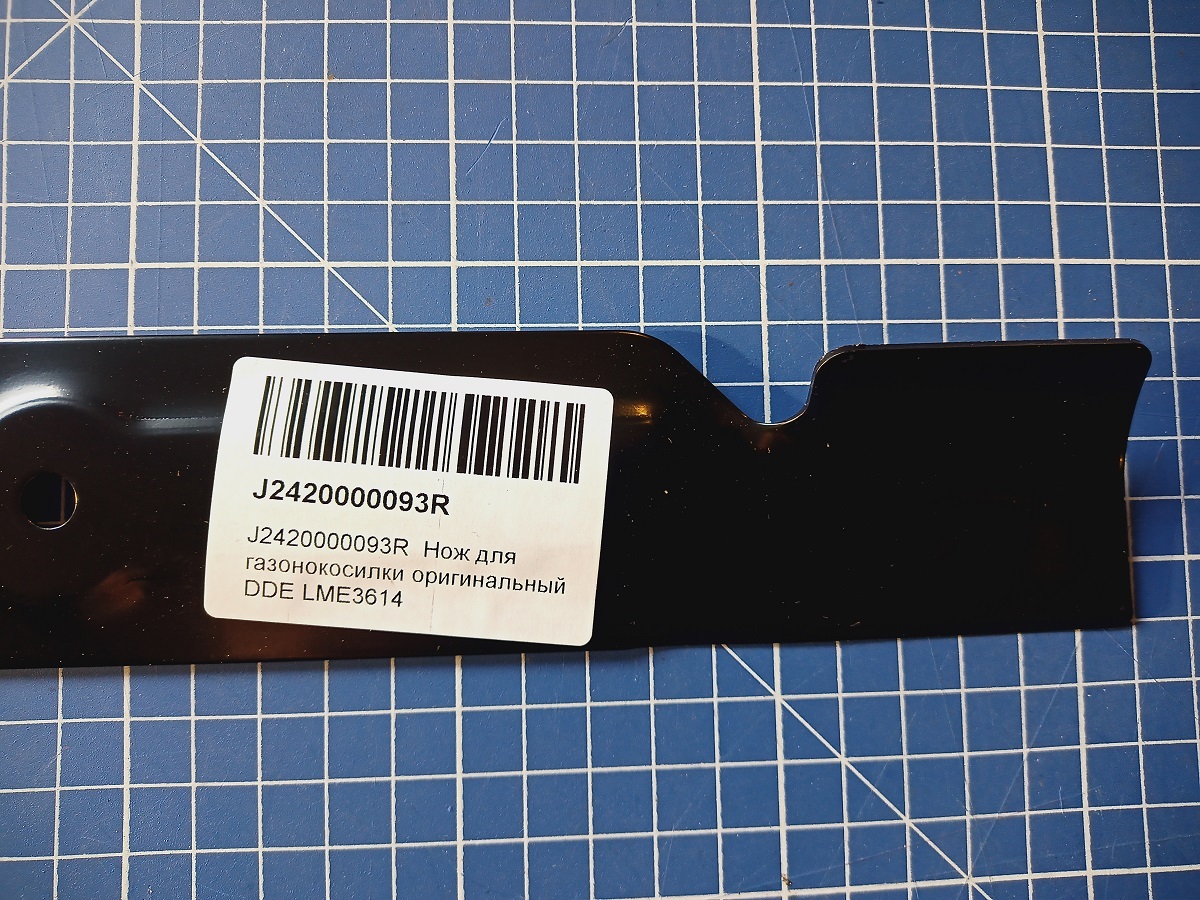 J2420000093R
J2420000093R Нож для
газонокосилки оригинальный
DDE LME3614